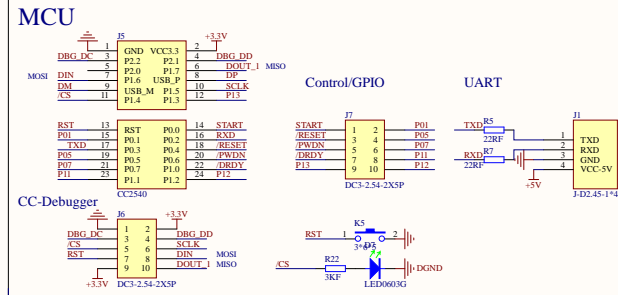 MCU
J5
+3.3V
1 GND VCC3.3 2
DBG_DC 3 P2.2 P2.1 4 DBG_DD
5 P2.0 P1.7 6 DOUT_1 MISO
MOSI DIN 7 P1.6 USB_P 8 DP
DM 9 USB_M P1.5 10 SCLK
/CS 11 P1.4 P1.3 12 P13
RST 13 RST P0.0 14 START
P01 15 P0.1 P0.2 16 RXD
TXD 17 P0.3 P0.4 18 /RESET
P05 19 P0.5 P0.6 20 /PWDN
P07 21 P0.7 P1.0 22 /DRDY
P11 23 P1.1 P1.2 24 P12
CC2540
Control/GPIO
J7
START 1 2 P01
/RESET 3 4 P05
/PWDN 5 6 P07
/DRDY 7 8 P11
P13 9 10 P12
DC3-2.54-2X5P
UART
TXD R5
22RF
RXD R7
22RF
J1
1 TXD
2 RXD
3 GND
4 VCC-5V
+5V
J-D2.45-1*4
CC-Debugger
J6
+3.3V
1 2
DBG_DC 3 4 DBG_DD
/CS 5 6 SCLK
RST 7 8 DIN MOSI
9 10 DOUT_1 MISO
+3.3V
DC3-2.54-2X5P
K5
RST 1 2
3*6*5
D7
/CS R22
3KF
DGND
LED0603G